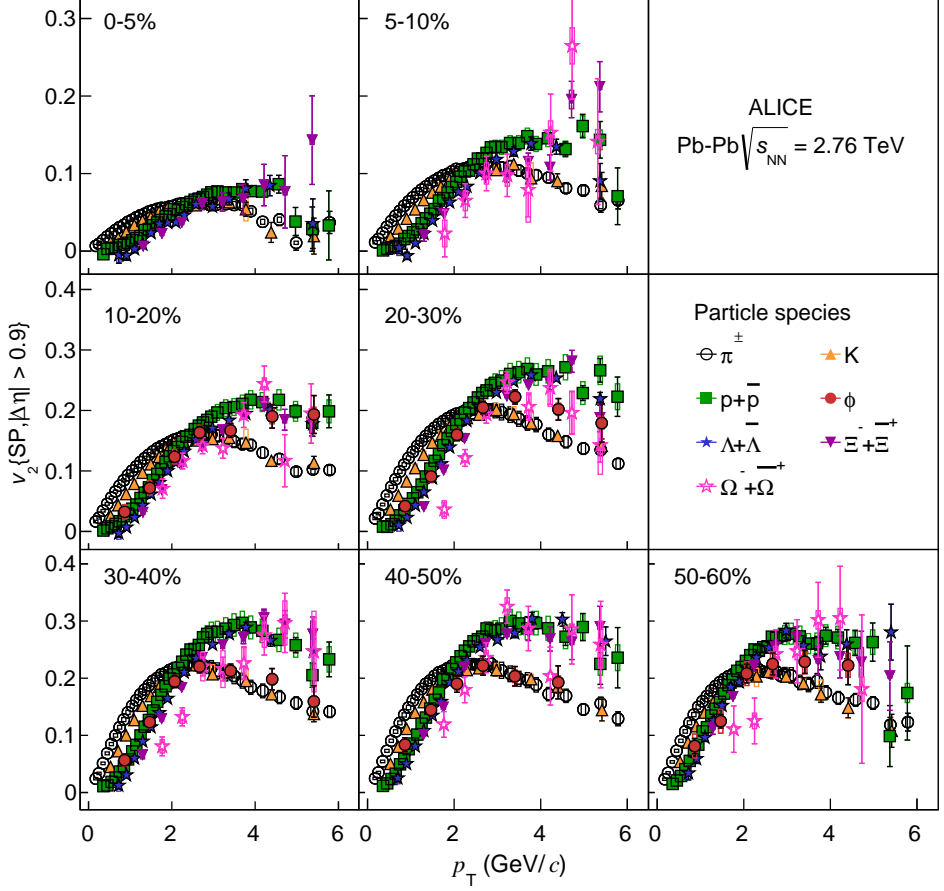 0-5%
5-10%
ALICE
Pb-Pb √s_NN = 2.76 TeV
0.3
0.2
0.1
0
10-20%
20-30%
Particle species
π±
K
p+p̅
ϕ
Λ+Λ̅
Ξ⁻+Ξ̅⁺
Ω⁻+Ω̅⁺
0.4
0.3
0.2
0.1
0
v₂{SP,|Δη| > 0.9}
30-40%
40-50%
50-60%
0.4
0.3
0.2
0.1
0
0 2 4 6 0 2 4 6 0 2 4 6
p_T (GeV/c)